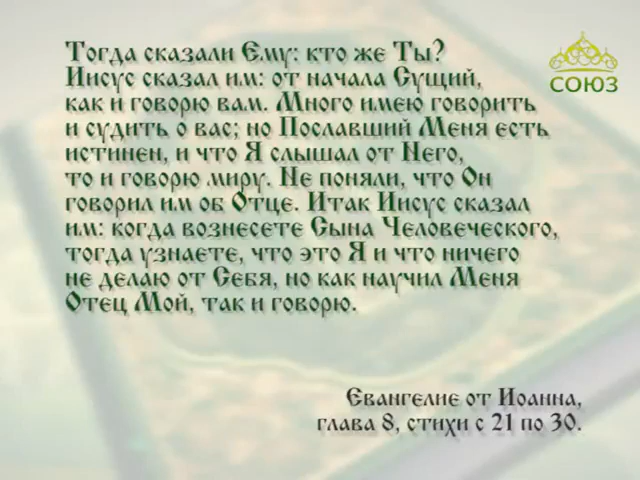 Тогда сказали Ему: кто же Ты?
Иисус сказал им: от начала Сущий,
как и говорю вам. Много имею говорить
и судить о вас; но Пославший Меня есть
истинен, и что Я слышал от Него,
то и говорю миру. Не поняли, что Он
говорил им об Отце. Итак Иисус сказал
им: когда вознесете Сына Человеческого,
тогда узнаете, что это Я и что ничего
не делаю от Себя, но как научил Меня
Отец Мой, так и говорю.
СОЮЗ
Евангелие от Иоанна,
глава 8, стихи с 21 по 30.